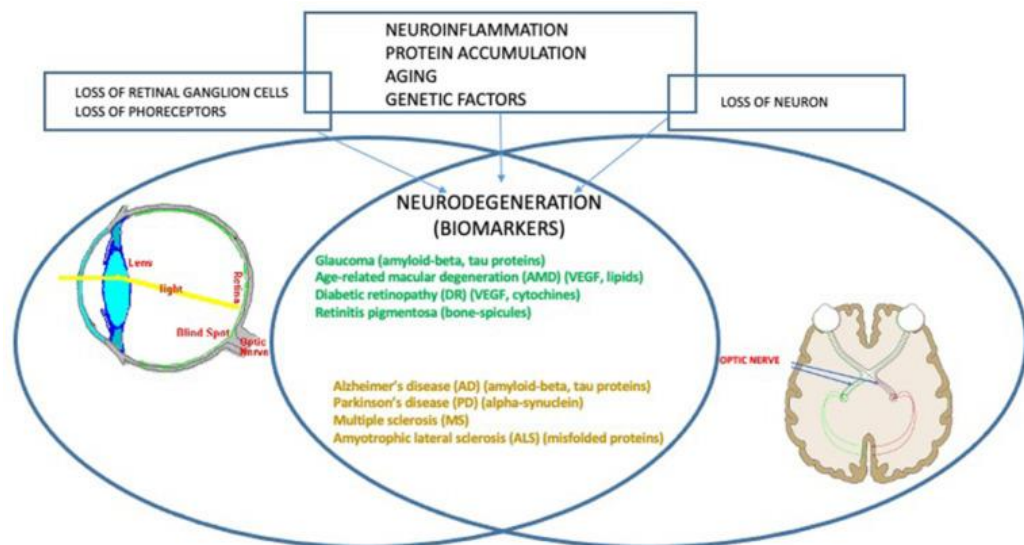 NEUROINFLAMMATION
PROTEIN ACCUMULATION
AGING
GENETIC FACTORS
LOSS OF RETINAL GANGLION CELLS
LOSS OF PHORECEPTORS
LOSS OF NEURON
NEURODEGENERATION
(BIOMARKERS)
Glaucoma (amyloid-beta, tau proteins)
Age-related macular degeneration (AMD) (VEGF, lipids)
Diabetic retinopathy (DR) (VEGF, cytochines)
Retinitis pigmentosa (bone-spicules)
Lens
light
Retina
Blind Spot
Optic
Nerve
OPTIC NERVE
Alzheimer's disease (AD) (amyloid-beta, tau proteins)
Parkinson's disease (PD) (alpha-synuclein)
Multiple sclerosis (MS)
Amyotrophic lateral sclerosis (ALS) (misfolded proteins)